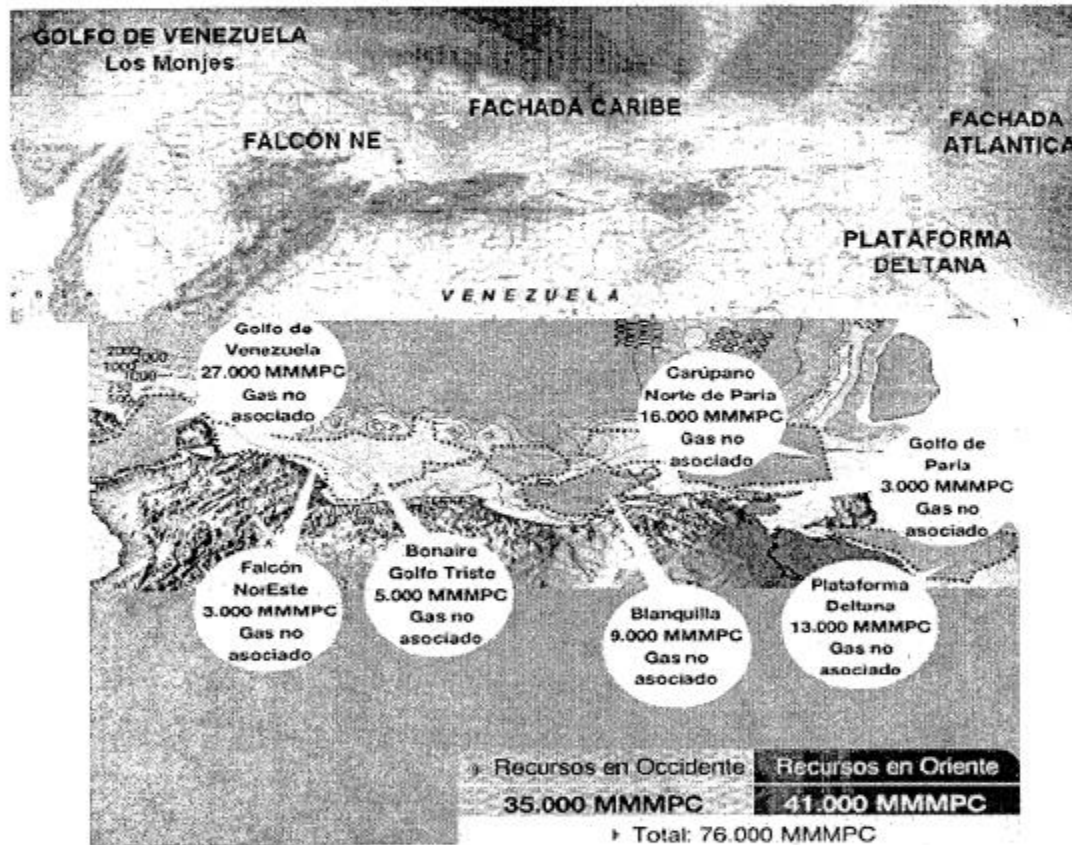 GOLFO DE VENEZUELA
Los Monjes
FACHADA CARIBE
FACHADA
ATLANTICA
FALCÓN NE
PLATAFORMA
DELTANA
VENEZUELA
Golfo de
Venezuela
27.000 MMMPC
Gas no
asociado
2000
1000
1000
Carúpano
Norte de Paria
16.000 MMMPC
Gas no
asociado
Golfo de
Paria
3.000 MMMPC
Gas no
asociado
Falcón
NorEste
3.000 MMMPC
Gas no
asociado
Bonaire
Golfo Triste
5.000 MMMPC
Gas no
asociado
Blanquilla
9.000 MMMPC
Gas no
asociado
Plataforma
Deltana
13.000 MMMPC
Gas no
asociado
Recursos en Occidente
Recursos en Oriente
35.000 MMMPC
41.000 MMMPC
Total: 76.000 MMMPC